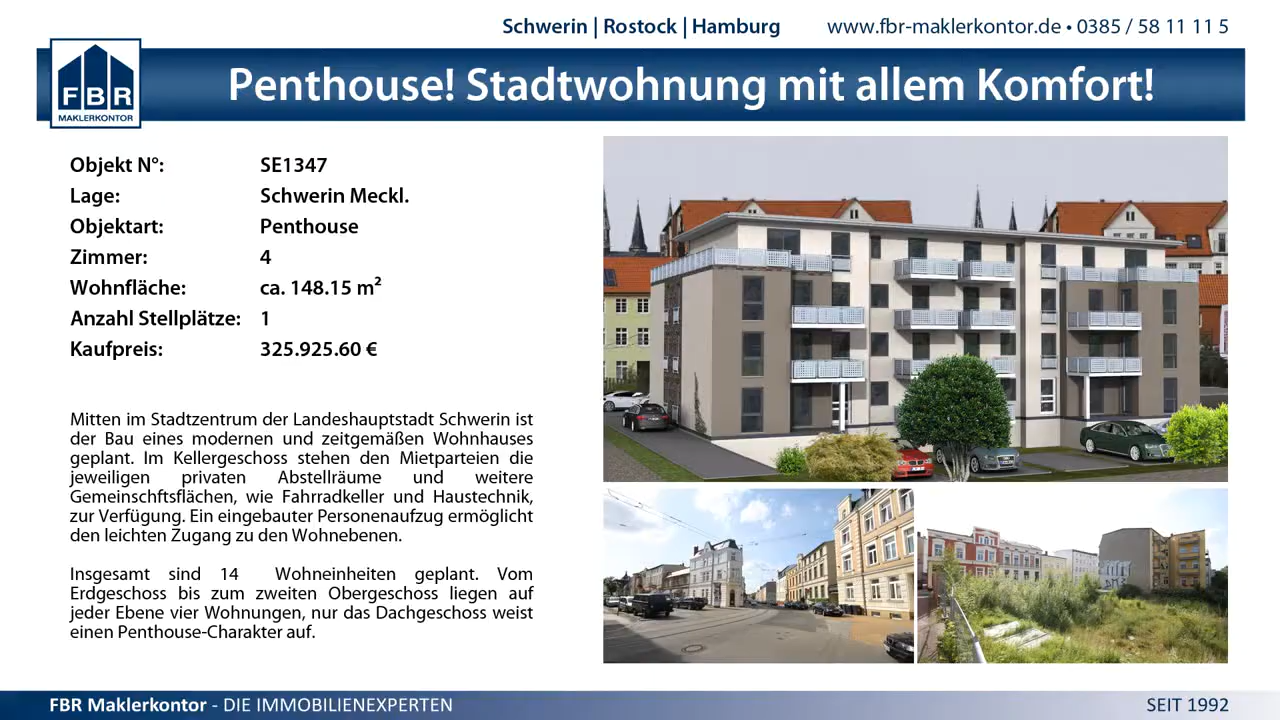 Schwerin | Rostock | Hamburg
www.fbr-maklerkontor.de • 0385 / 58 11 11 5
FBR
MAKLERKONTOR
Penthouse! Stadtwohnung mit allem Komfort!
Objekt N°: SE1347
Lage: Schwerin Meckl.
Objektart: Penthouse
Zimmer: 4
Wohnfläche: ca. 148.15 m²
Anzahl Stellplätze: 1
Kaufpreis: 325.925.60 €
Mitten im Stadtzentrum der Landeshauptstadt Schwerin ist
der Bau eines modernen und zeitgemäßen Wohnhauses
geplant. Im Kellergeschoss stehen den Mietparteien die
jeweiligen privaten Abstellräume und weitere
Gemeinschftsflächen, wie Fahrradkeller und Haustechnik,
zur Verfügung. Ein eingebauter Personenaufzug ermöglicht
den leichten Zugang zu den Wohnebenen.
Insgesamt sind 14 Wohneinheiten geplant. Vom
Erdgeschoss bis zum zweiten Obergeschoss liegen auf
jeder Ebene vier Wohnungen, nur das Dachgeschoss weist
einen Penthouse-Charakter auf.
FBR Maklerkontor - DIE IMMOBILIENEXPERTEN
SEIT 1992